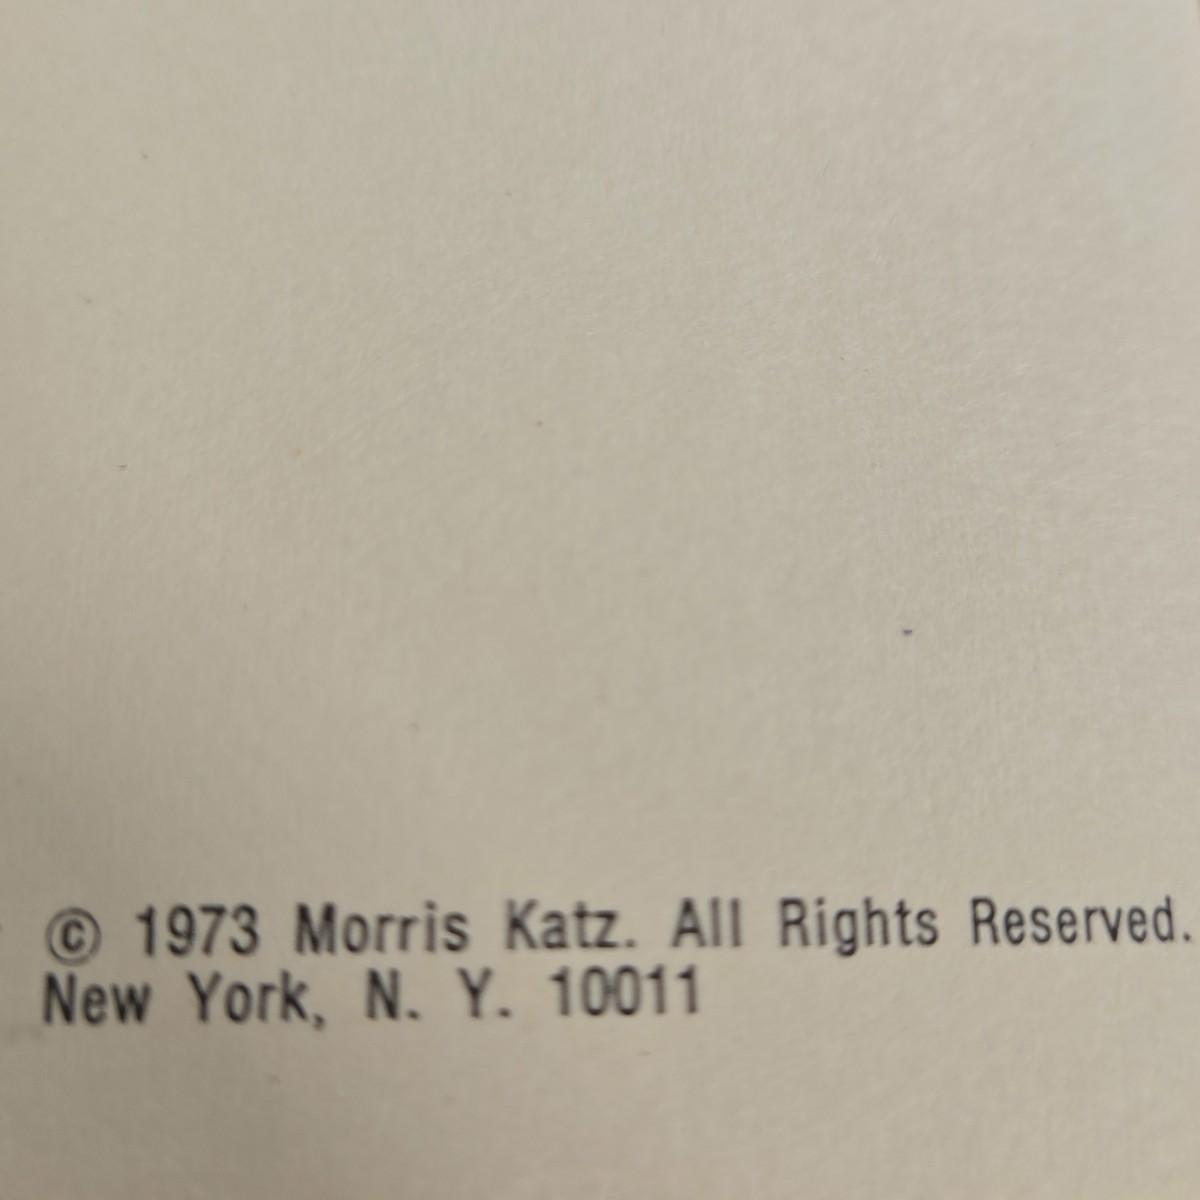 © 1973 Morris Katz. All Rights Reserved.
New York, N. Y. 10011